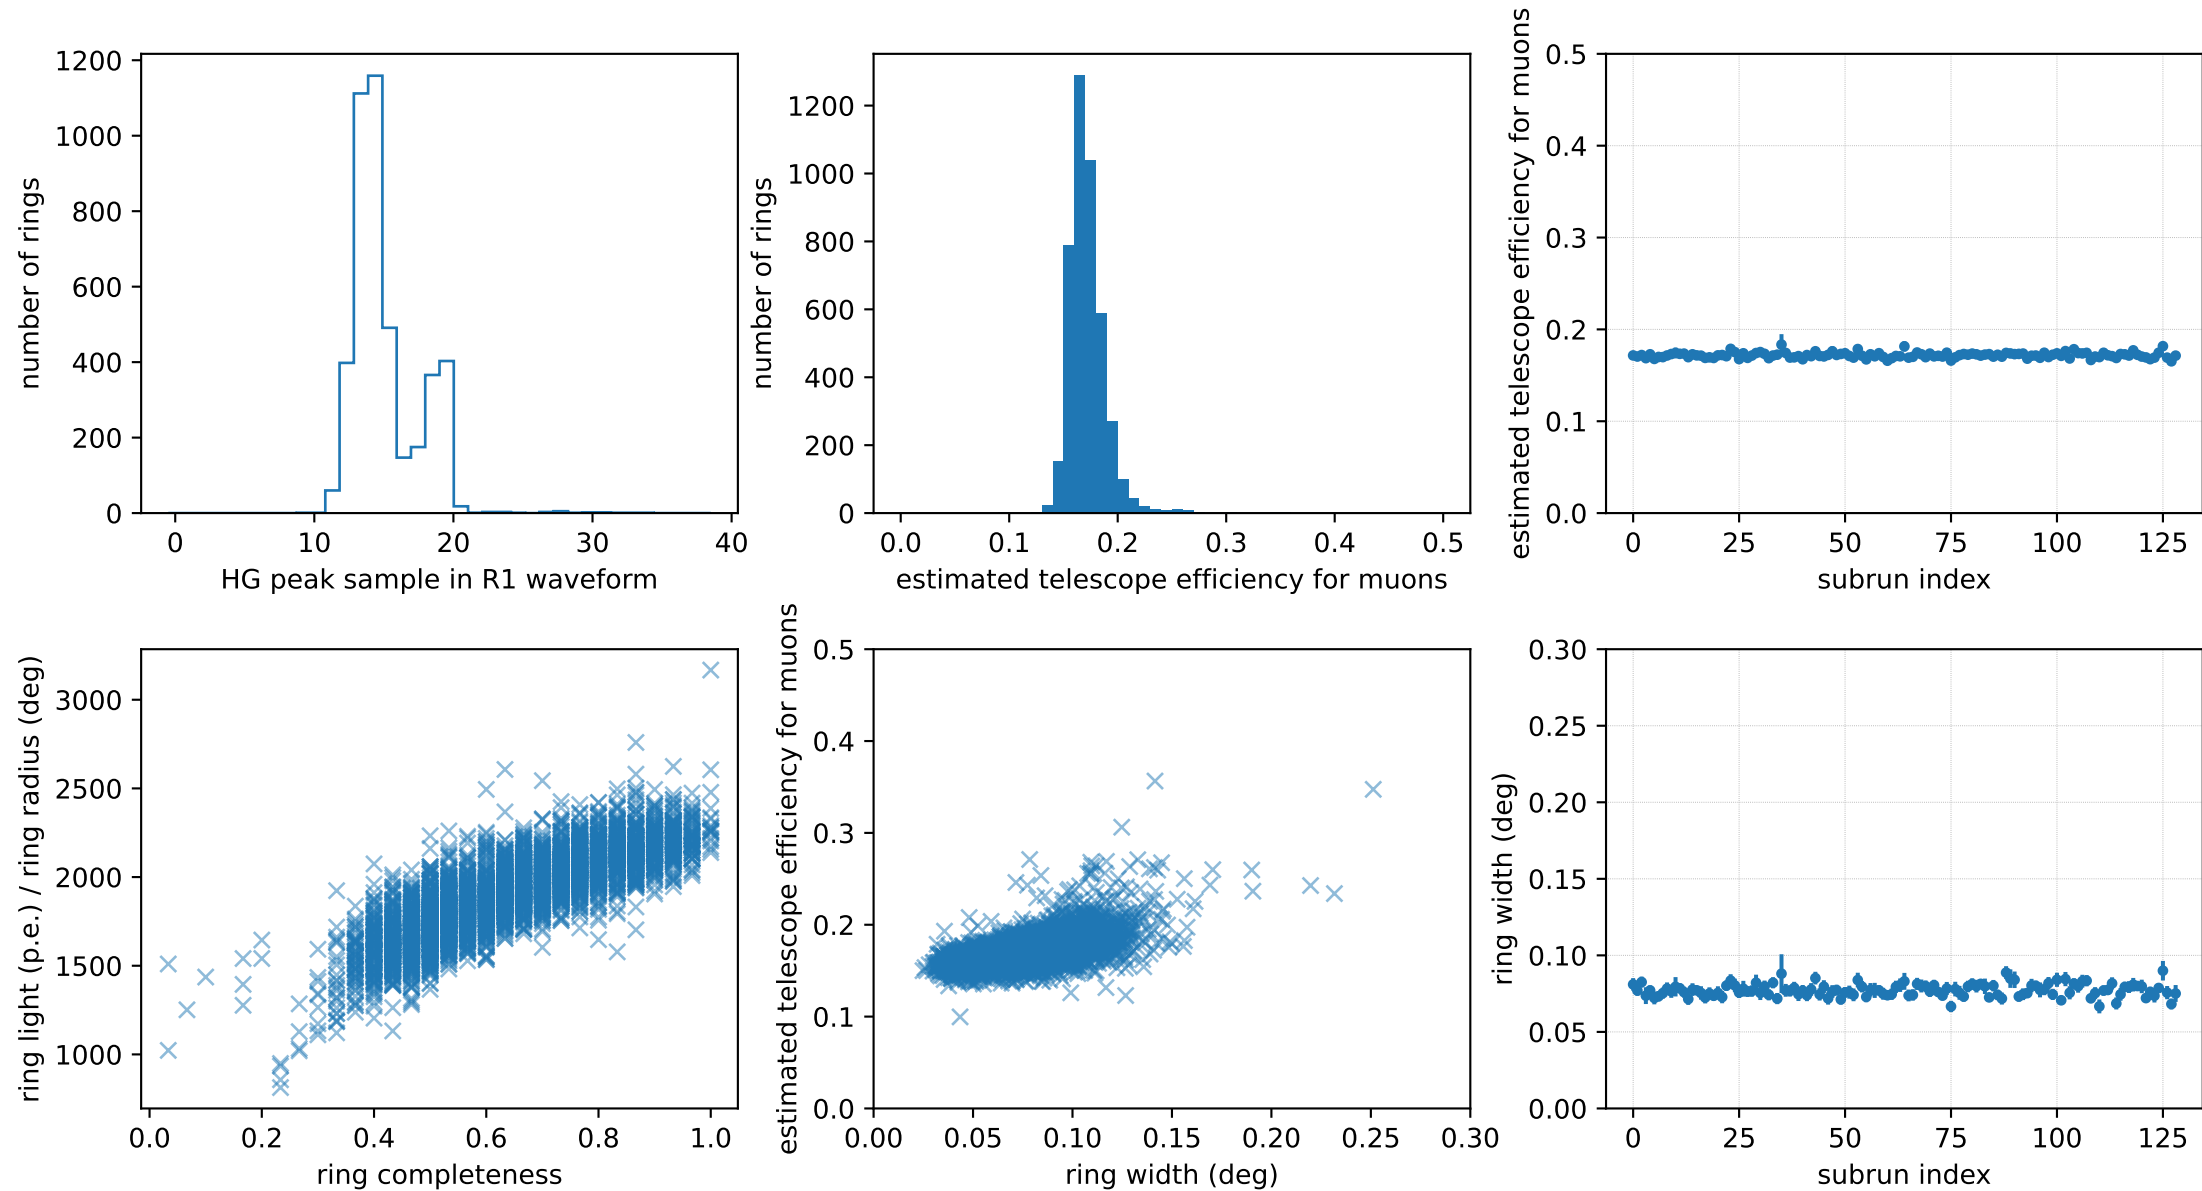 1200
1000
800
600
400
200
0
number of rings
0 10 20 30 40
HG peak sample in R1 waveform
1200
1000
800
600
400
200
0
number of rings
0.0 0.1 0.2 0.3 0.4 0.5
estimated telescope efficiency for muons
0.5
0.4
0.3
0.2
0.1
0.0
estimated telescope efficiency for muons
0 25 50 75 100 125
subrun index
3000
2500
2000
1500
1000
ring light (p.e.) / ring radius (deg)
0.0 0.2 0.4 0.6 0.8 1.0
ring completeness
0.5
0.4
0.3
0.2
0.1
0.0
estimated telescope efficiency for muons
0.00 0.05 0.10 0.15 0.20 0.25 0.30
ring width (deg)
0.30
0.25
0.20
0.15
0.10
0.05
0.00
ring width (deg)
0 25 50 75 100 125
subrun index